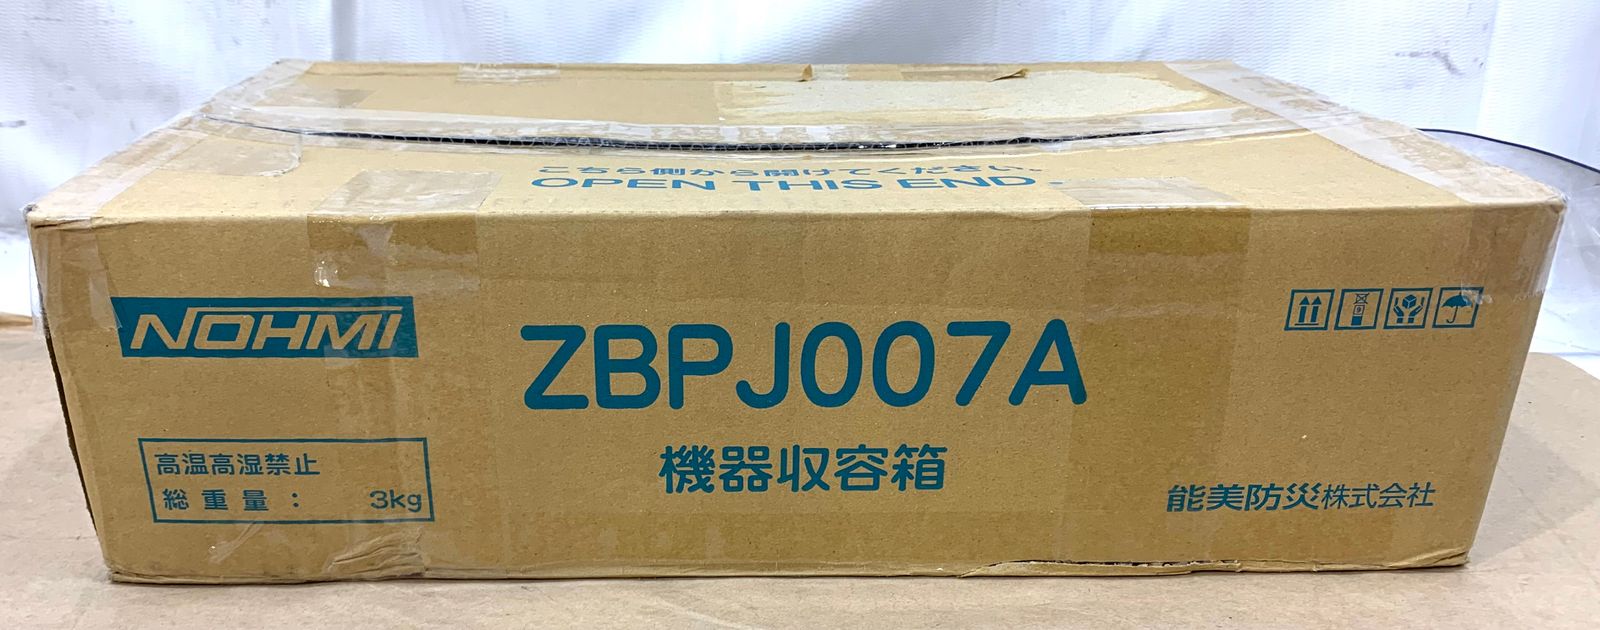 こちら側から開けてください。
OPEN THIS END.
NOHMI
ZBPJ007A
機器収容箱
高温高湿禁止
総重量： 3kg
能美防災株式会社